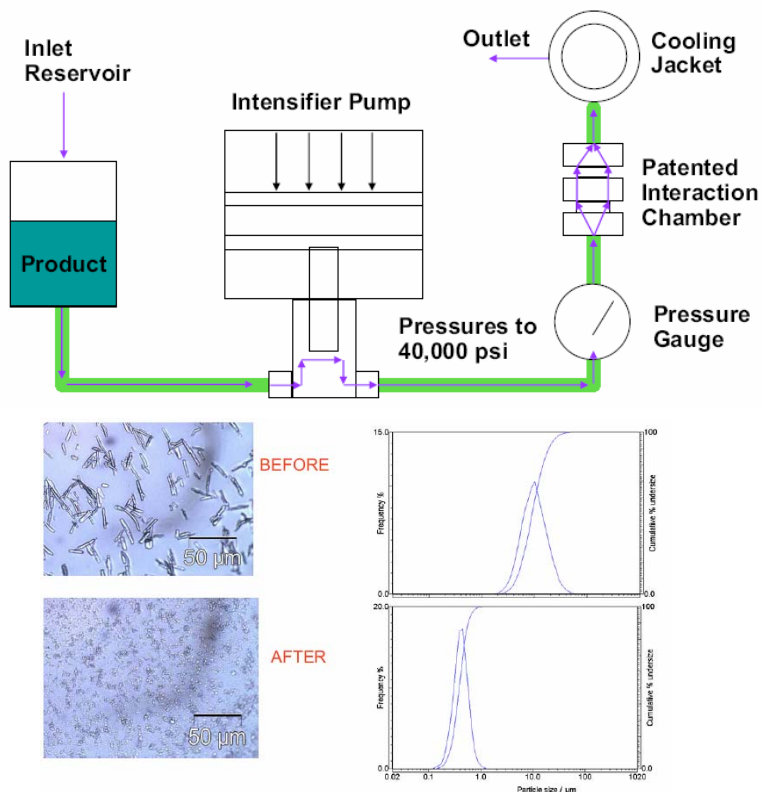 Inlet
Reservoir
Outlet
Cooling
Jacket
Intensifier Pump
Patented
Interaction
Chamber
Product
Pressures to
40,000 psi
Pressure
Gauge
BEFORE
50 µm
15.0
100
Frequency %
Cumulative % undersize
0.0
0.0
AFTER
50 µm
20.0
100
Frequency %
Cumulative % undersize
0.0
0.0
0.02
0.1
1.0
10.0
100
1020
Particle size / µm